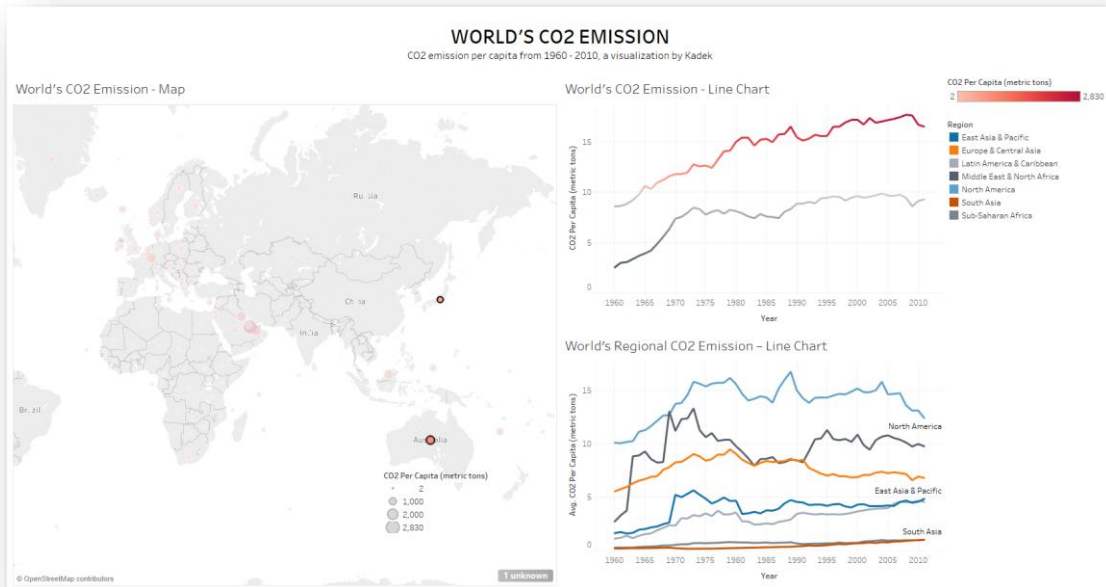 WORLD'S CO2 EMISSION
CO2 emission per capita from 1960 - 2010, a visualization by Kadek
World's CO2 Emission - Map
Russia
China
India
Brazil
Australia
CO2 Per Capita (metric tons)
2
1,000
2,000
2,830
© OpenStreetMap contributors
1 unknown
World's CO2 Emission - Line Chart
CO2 Per Capita (metric tons)
15
10
5
0
1960 1965 1970 1975 1980 1985 1990 1995 2000 2005 2010
Year
World's Regional CO2 Emission – Line Chart
Avg. CO2 Per Capita (metric tons)
15
10
5
0
North America
East Asia & Pacific
South Asia
1960 1965 1970 1975 1980 1985 1990 1995 2000 2005 2010
Year
CO2 Per Capita (metric tons)
2 2,830
Region
East Asia & Pacific
Europe & Central Asia
Latin America & Caribbean
Middle East & North Africa
North America
South Asia
Sub-Saharan Africa